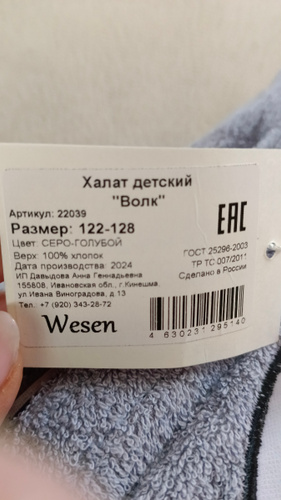 Халат детский
"Волк"
Артикул: 22039
Размер: 122-128
Цвет: СЕРО-ГОЛУБОЙ
Верх: 100% хлопок
Дата производства: 2024
ИП Давыдова Анна Геннадьевна
155808, Ивановская обл., г.Кинешма,
ул Ивана Виноградова, д.13
Тел.:+7 (920) 343-28-72
EAC
ГОСТ 25296-2003
ТР ТС 007/2011
Сделано в России
Wesen
4 630231 295140